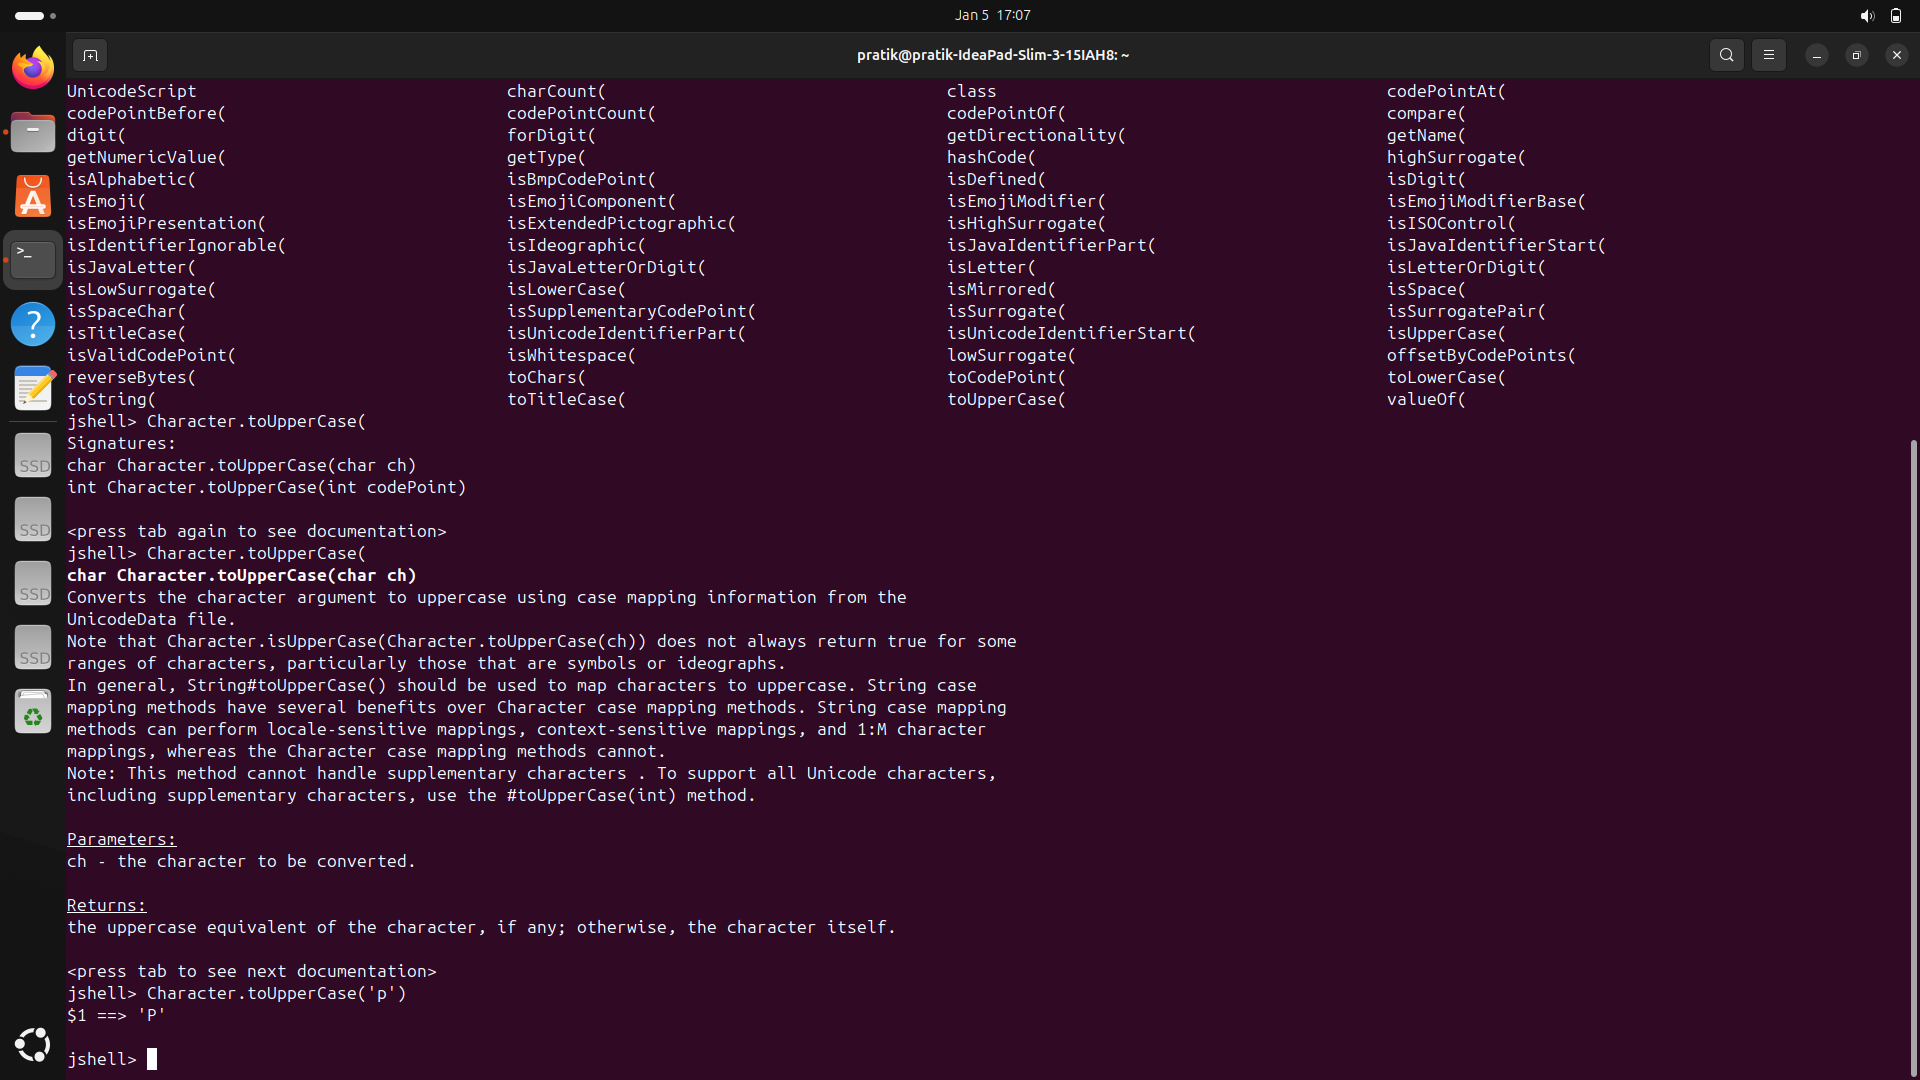 Jan 5 17:07
pratik@pratik-IdeaPad-Slim-3-15IAH8: ~
UnicodeScript charCount( class codePointAt(
codePointBefore( codePointCount( codePointOf( compare(
digit( forDigit( getDirectionality( getName(
getNumericValue( getType( hashCode( highSurrogate(
isAlphabetic( isBmpCodePoint( isDefined( isDigit(
isEmoji( isEmojiComponent( isEmojiModifier( isEmojiModifierBase(
isEmojiPresentation( isExtendedPictographic( isHighSurrogate( isISOControl(
isIdentifierIgnorable( isIdeographic( isJavaIdentifierPart( isJavaIdentifierStart(
isJavaLetter( isJavaLetterOrDigit( isLetter( isLetterOrDigit(
isLowSurrogate( isLowerCase( isMirrored( isSpace(
isSpaceChar( isSupplementaryCodePoint( isSurrogate( isSurrogatePair(
isTitleCase( isUnicodeIdentifierPart( isUnicodeIdentifierStart( isUpperCase(
isValidCodePoint( isWhitespace( lowSurrogate( offsetByCodePoints(
reverseBytes( toChars( toCodePoint( toLowerCase(
toString( toTitleCase( toUpperCase( valueOf(
jshell> Character.toUpperCase(
Signatures:
char Character.toUpperCase(char ch)
int Character.toUpperCase(int codePoint)
<press tab again to see documentation>
jshell> Character.toUpperCase(
char Character.toUpperCase(char ch)
Converts the character argument to uppercase using case mapping information from the
UnicodeData file.
Note that Character.isUpperCase(Character.toUpperCase(ch)) does not always return true for some
ranges of characters, particularly those that are symbols or ideographs.
In general, String#toUpperCase() should be used to map characters to uppercase. String case
mapping methods have several benefits over Character case mapping methods. String case mapping
methods can perform locale-sensitive mappings, context-sensitive mappings, and 1:M character
mappings, whereas the Character case mapping methods cannot.
Note: This method cannot handle supplementary characters . To support all Unicode characters,
including supplementary characters, use the #toUpperCase(int) method.
Parameters:
ch - the character to be converted.
Returns:
the uppercase equivalent of the character, if any; otherwise, the character itself.
<press tab to see next documentation>
jshell> Character.toUpperCase('p')
$1 ==> 'P'
jshell>
SSD
SSD
SSD
SSD